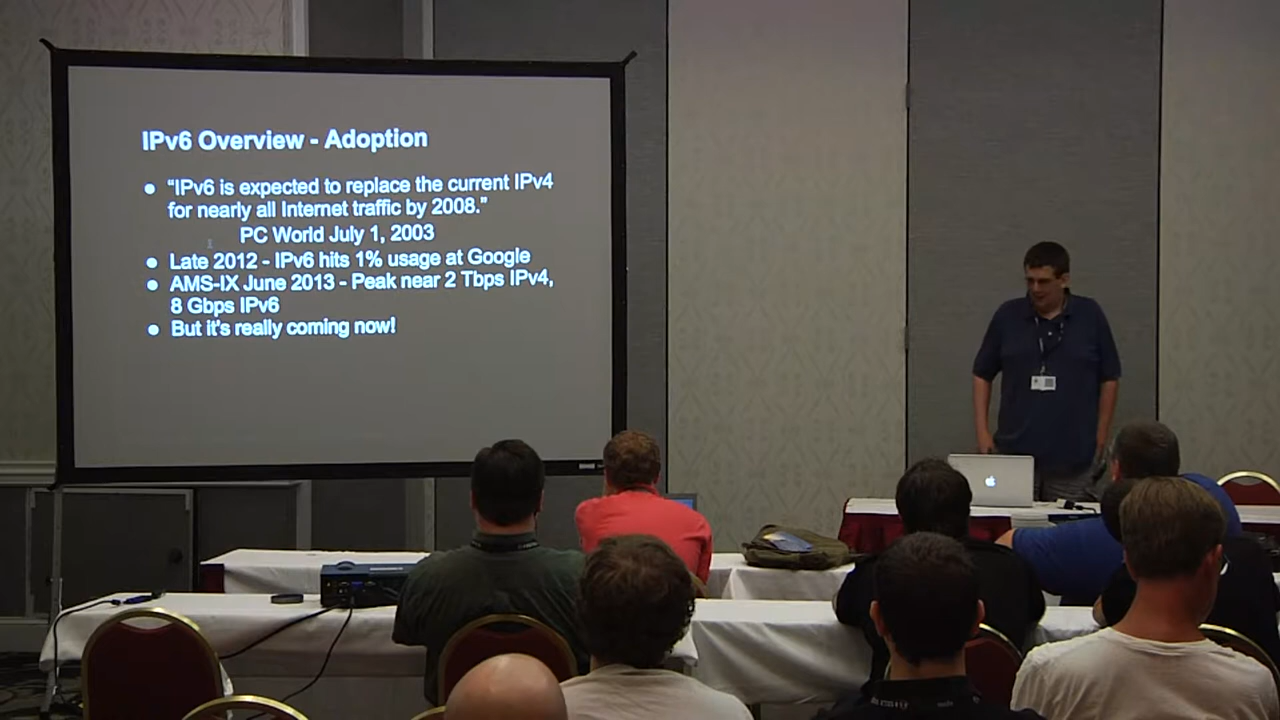 IPv6 Overview - Adoption
● "IPv6 is expected to replace the current IPv4
for nearly all Internet traffic by 2008."
PC World July 1, 2003
● Late 2012 - IPv6 hits 1% usage at Google
● AMS-IX June 2013 - Peak near 2 Tbps IPv4,
8 Gbps IPv6
● But it's really coming now!